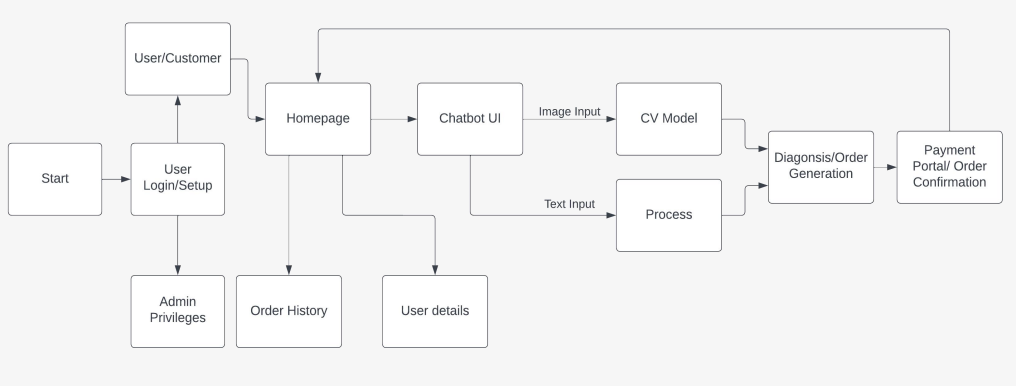 User/Customer
Homepage
Chatbot UI
Image Input
CV Model
Diagonsis/Order
Generation
Payment
Portal/ Order
Confirmation
Start
User
Login/Setup
Text Input
Process
Admin
Privileges
Order History
User details